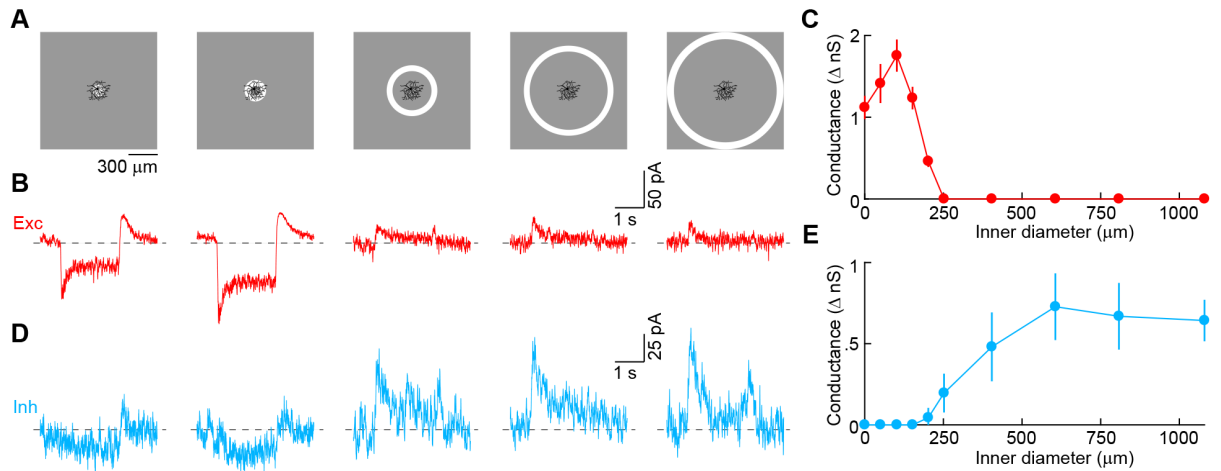 A
300 μm
B
Exc
50 pA
1 s
C
Conductance (Δ nS)
2
1
0
0 250 500 750 1000
Inner diameter (μm)
D
Inh
25 pA
1 s
E
Conductance (Δ nS)
1
.5
0
0 250 500 750 1000
Inner diameter (μm)